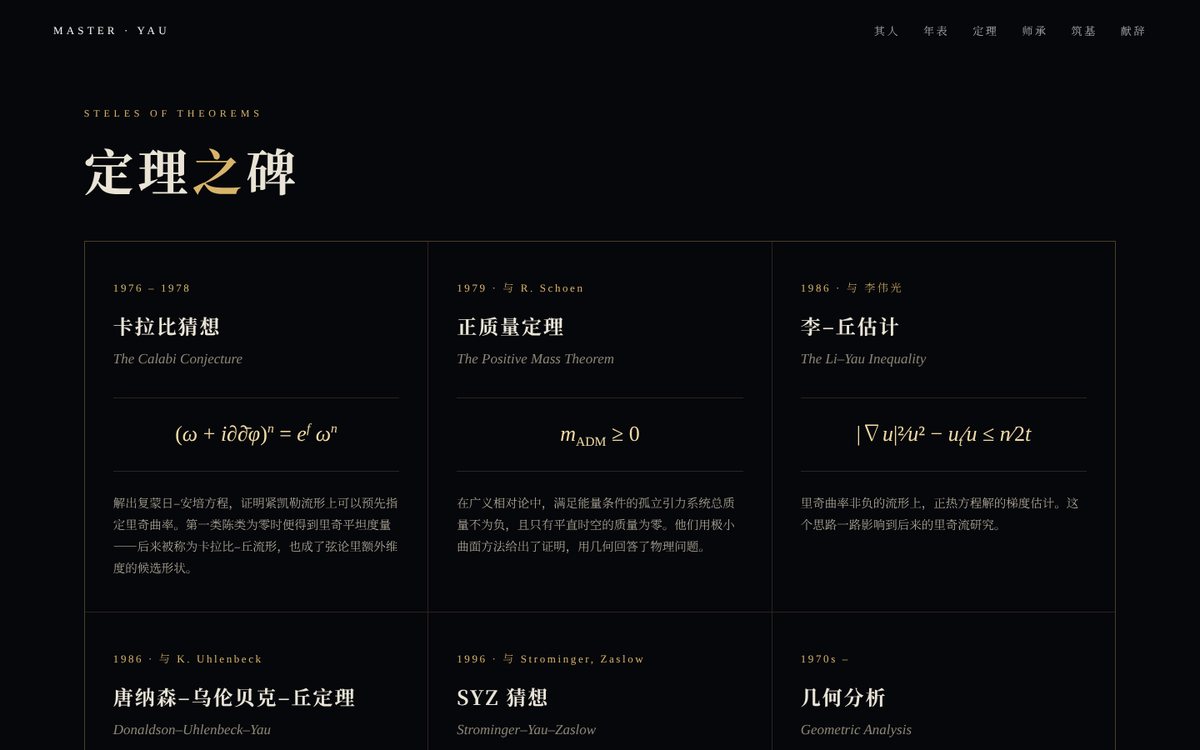 MASTER · YAU
其人 年表 定理 师承 筑基 献辞
STELES OF THEOREMS
定理之碑
1976 – 1978
卡拉比猜想
The Calabi Conjecture
(ω + i∂∂̄φ)ⁿ = eᶠ ωⁿ
解出复蒙日–安培方程，证明紧凯勒流形上可以预先指
定里奇曲率。第一类陈类为零时便得到里奇平坦度量
——后来被称为卡拉比–丘流形，也成了弦论里额外维
度的候选形状。
1979 · 与 R. Schoen
正质量定理
The Positive Mass Theorem
m_ADM ≥ 0
在广义相对论中，满足能量条件的孤立引力系统总质
量不为负，且只有平直时空的质量为零。他们用极小
曲面方法给出了证明，用几何回答了物理问题。
1986 · 与 李伟光
李–丘估计
The Li–Yau Inequality
|∇u|²⁄u² − uₜ⁄u ≤ n⁄2t
里奇曲率非负的流形上，正热方程解的梯度估计。这
个思路一路影响到后来的里奇流研究。
1986 · 与 K. Uhlenbeck
唐纳森–乌伦贝克–丘定理
Donaldson–Uhlenbeck–Yau
1996 · 与 Strominger, Zaslow
SYZ 猜想
Strominger–Yau–Zaslow
1970s –
几何分析
Geometric Analysis